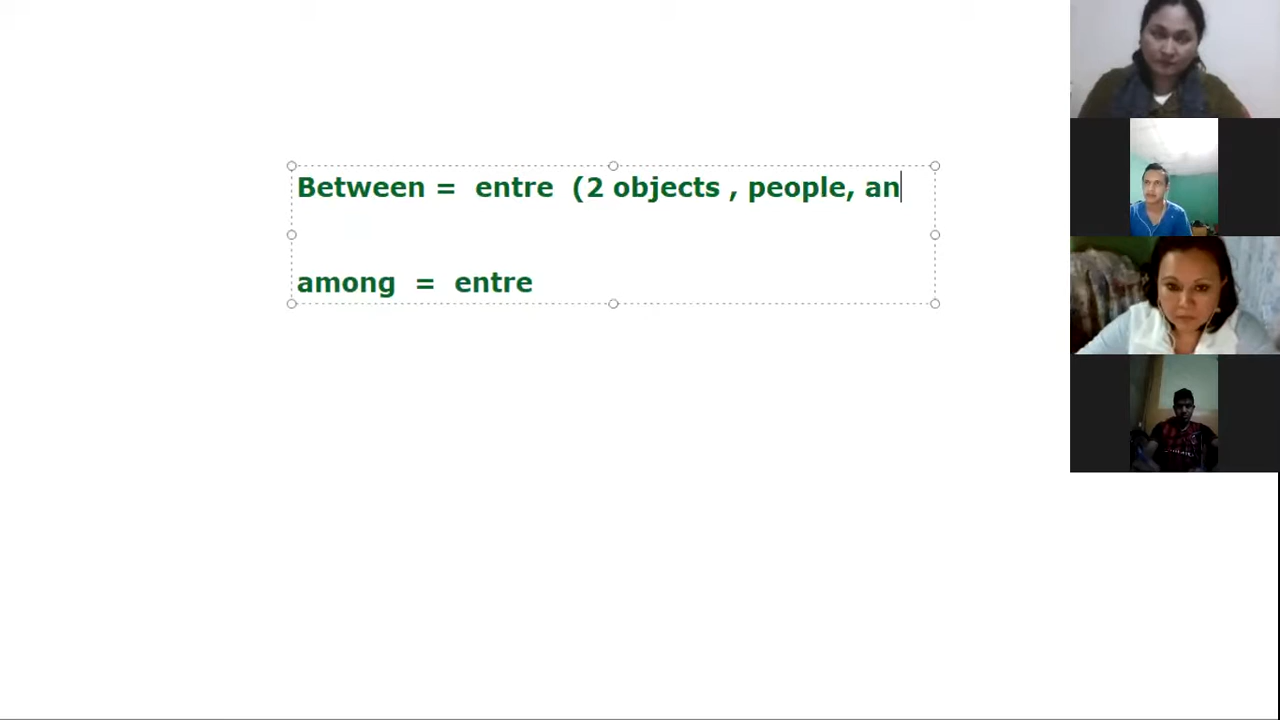 Between = entre (2 objects , people, an
among = entre